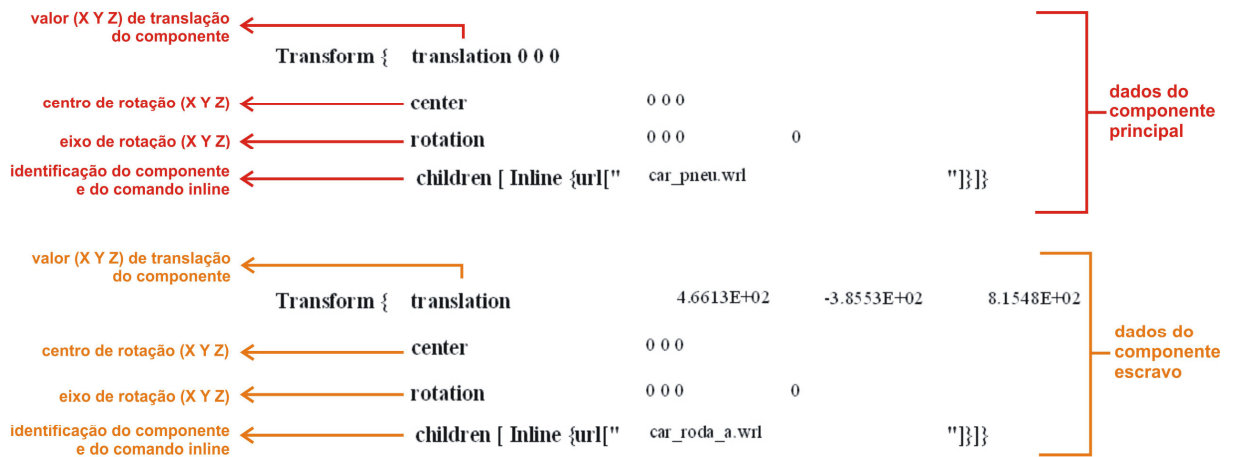 valor (X Y Z) de translação
do componente
Transform { translation 0 0 0
centro de rotação (X Y Z) center 0 0 0
eixo de rotação (X Y Z) rotation 0 0 0 0
identificação do componente
e do comando inline
children [ Inline {url[" car_pneu.wrl "]}]}
dados do
componente
principal
valor (X Y Z) de translação
do componente
Transform { translation 4.6613E+02 -3.8553E+02 8.1548E+02
centro de rotação (X Y Z) center 0 0 0
eixo de rotação (X Y Z) rotation 0 0 0 0
identificação do componente
e do comando inline
children [ Inline {url[" car_roda_a.wrl "]}]}
dados do
componente
escravo